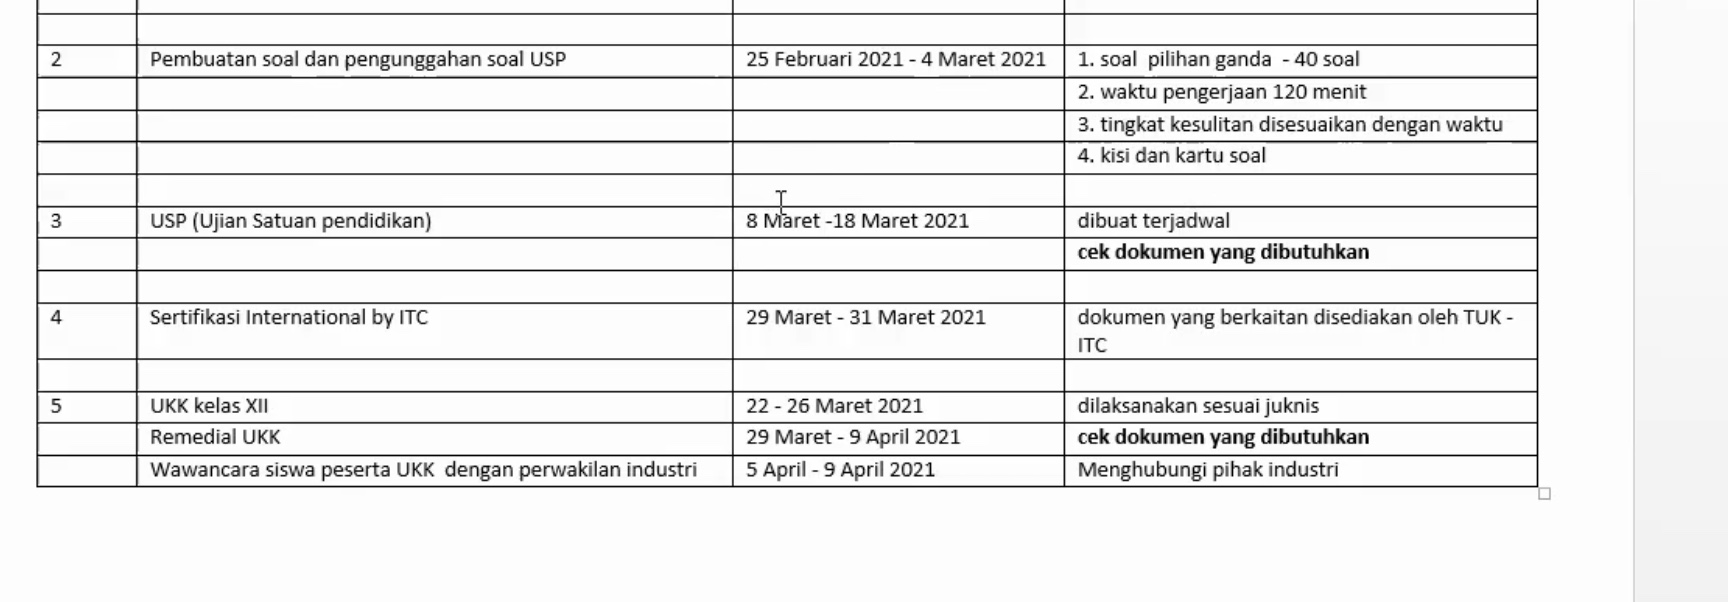 2 Pembuatan soal dan pengunggahan soal USP 25 Februari 2021 - 4 Maret 2021 1. soal pilihan ganda - 40 soal
2. waktu pengerjaan 120 menit
3. tingkat kesulitan disesuaikan dengan waktu
4. kisi dan kartu soal
3 USP (Ujian Satuan pendidikan) 8 Maret -18 Maret 2021 dibuat terjadwal
cek dokumen yang dibutuhkan
4 Sertifikasi International by ITC 29 Maret - 31 Maret 2021 dokumen yang berkaitan disediakan oleh TUK -
ITC
5 UKK kelas XII 22 - 26 Maret 2021 dilaksanakan sesuai juknis
Remedial UKK 29 Maret - 9 April 2021 cek dokumen yang dibutuhkan
Wawancara siswa peserta UKK dengan perwakilan industri 5 April - 9 April 2021 Menghubungi pihak industri